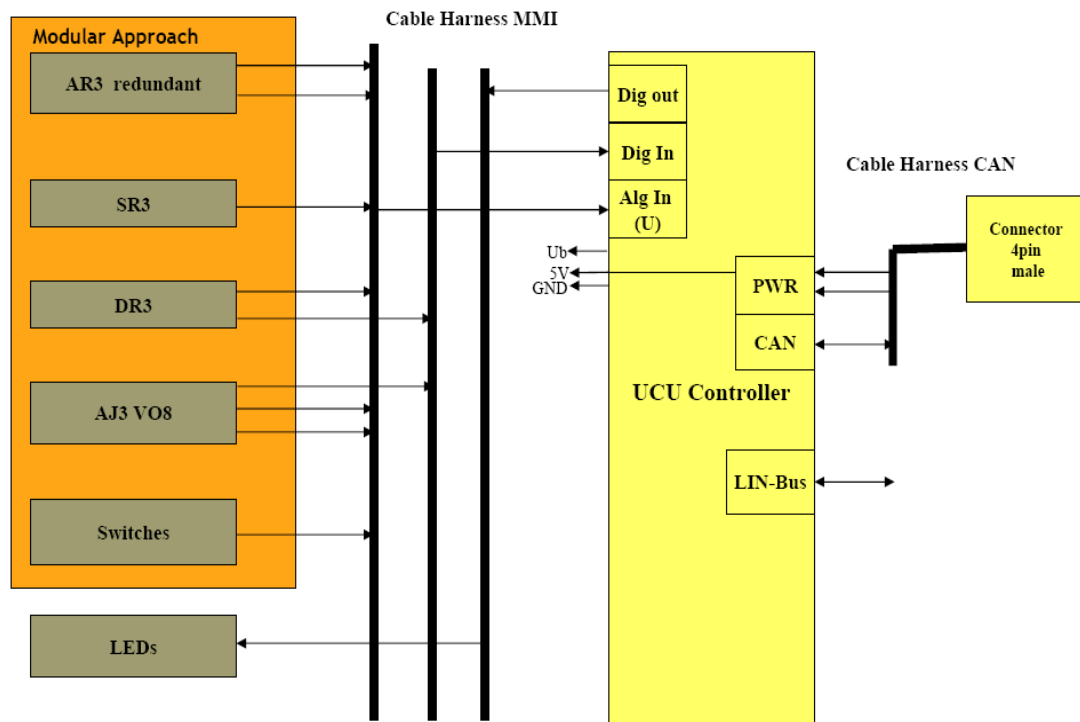 Cable Harness MMI
Modular Approach
AR3 redundant
SR3
DR3
AJ3 VO8
Switches
LEDs
Dig out
Dig In
Alg In
(U)
Ub
5V
GND
PWR
CAN
UCU Controller
LIN-Bus
Cable Harness CAN
Connector
4pin
male